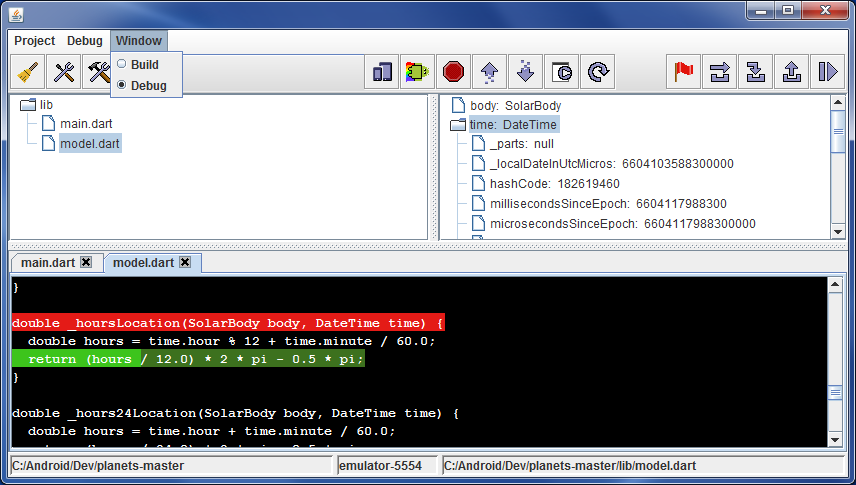 Project Debug Window
Build
Debug
lib
main.dart
model.dart
body: SolarBody
time: DateTime
_parts: null
_localDateInUtcMicros: 6604103588300000
hashCode: 182619460
millisecondsSinceEpoch: 6604117988300
microsecondsSinceEpoch: 6604117988300000
main.dart model.dart
}
double _hoursLocation(SolarBody body, DateTime time) {
double hours = time.hour % 12 + time.minute / 60.0;
return (hours / 12.0) * 2 * pi - 0.5 * pi;
}
double _hours24Location(SolarBody body, DateTime time) {
double hours = time.hour + time.minute / 60.0;
C:/Android/Dev/planets-master emulator-5554 C:/Android/Dev/planets-master/lib/model.dart